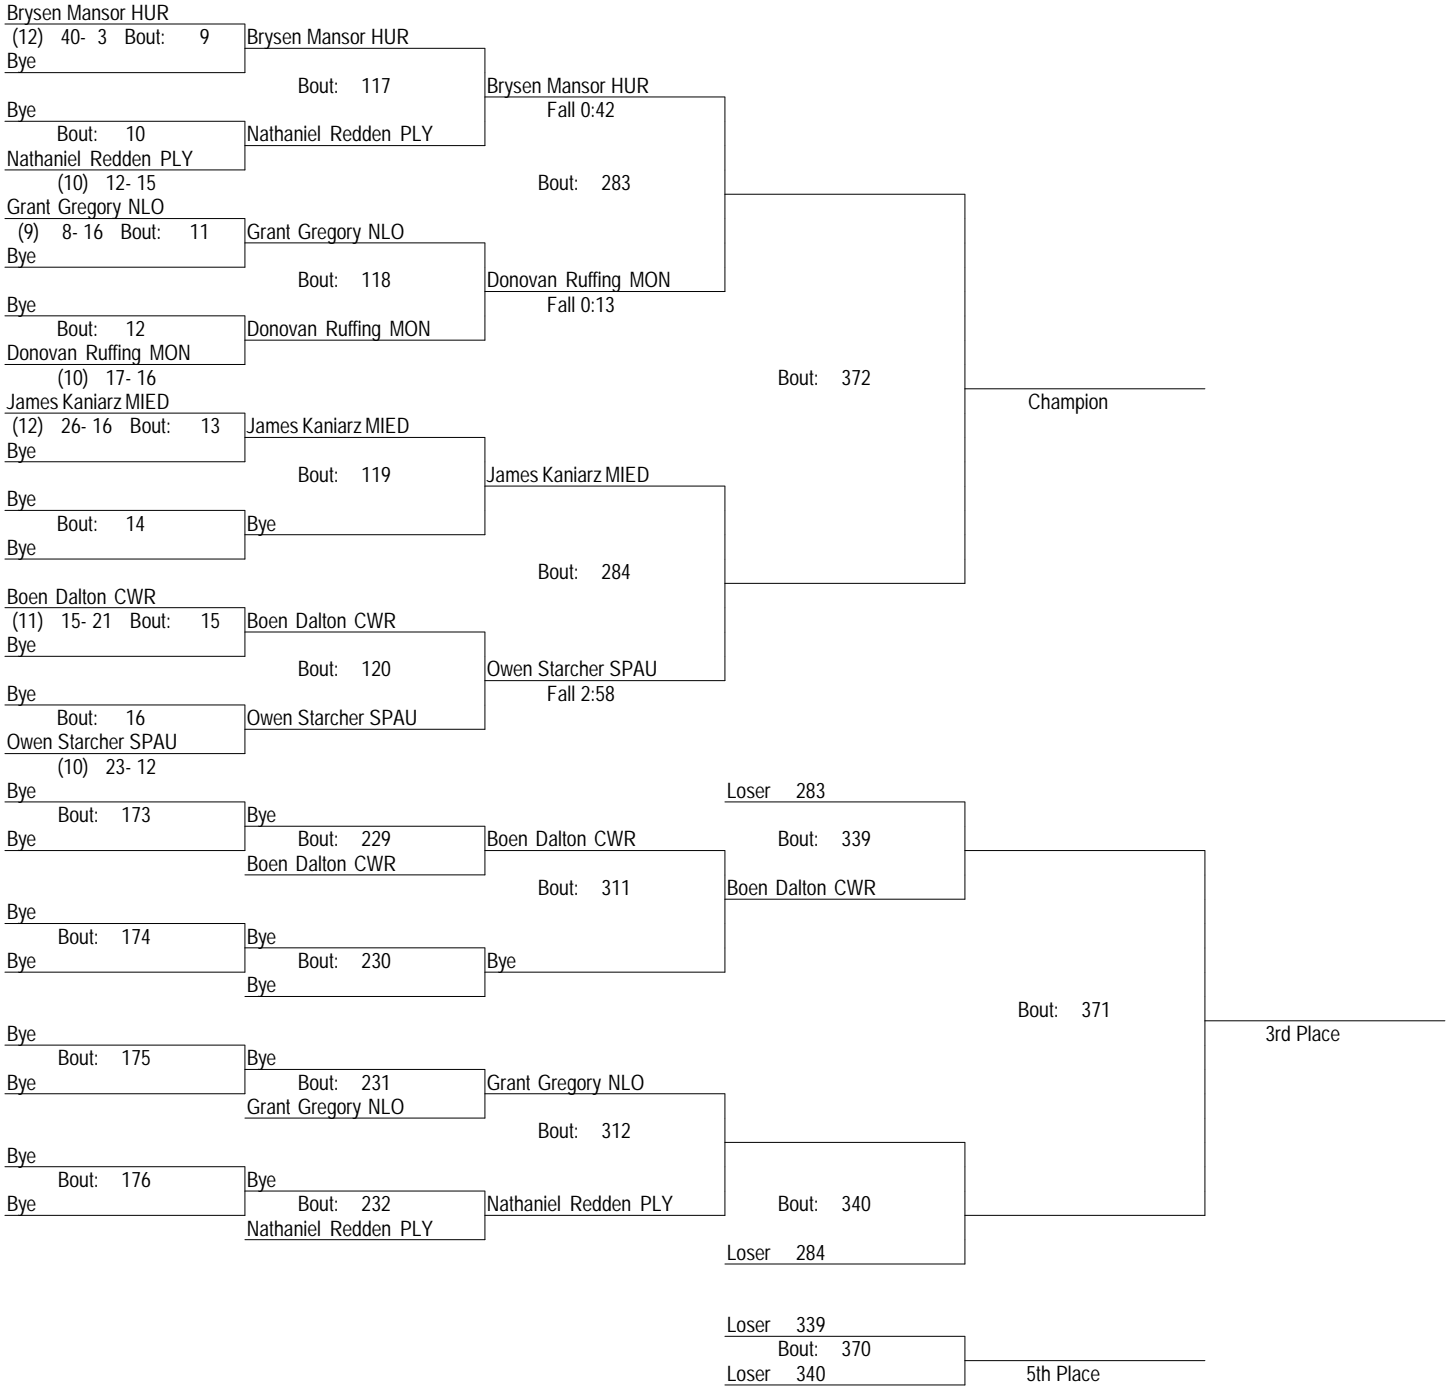 Brysen Mansor HUR
(12) 40- 3 Bout: 9 Brysen Mansor HUR
Bye
Bout: 117 Brysen Mansor HUR
Bye Fall 0:42
Bout: 10 Nathaniel Redden PLY
Nathaniel Redden PLY
(10) 12- 15 Bout: 283
Grant Gregory NLO
(9) 8- 16 Bout: 11 Grant Gregory NLO
Bye
Bout: 118 Donovan Ruffing MON
Bye Fall 0:13
Bout: 12 Donovan Ruffing MON
Donovan Ruffing MON
(10) 17- 16 Bout: 372
James Kaniarz MIED Champion
(12) 26- 16 Bout: 13 James Kaniarz MIED
Bye
Bout: 119 James Kaniarz MIED
Bye
Bout: 14 Bye
Bye
Bout: 284
Boen Dalton CWR
(11) 15- 21 Bout: 15 Boen Dalton CWR
Bye
Bout: 120 Owen Starcher SPAU
Bye Fall 2:58
Bout: 16 Owen Starcher SPAU
Owen Starcher SPAU
(10) 23- 12
Bye Loser 283
Bout: 173 Bye
Bye Bout: 229 Boen Dalton CWR Bout: 339
Boen Dalton CWR
Bout: 311 Boen Dalton CWR
Bye
Bout: 174 Bye
Bye Bout: 230 Bye
Bye
Bout: 371
Bye 3rd Place
Bout: 175 Bye
Bye Bout: 231 Grant Gregory NLO
Grant Gregory NLO
Bout: 312
Bye
Bout: 176 Bye
Bye Bout: 232 Nathaniel Redden PLY Bout: 340
Nathaniel Redden PLY
Loser 284
Loser 339
Bout: 370
Loser 340 5th Place